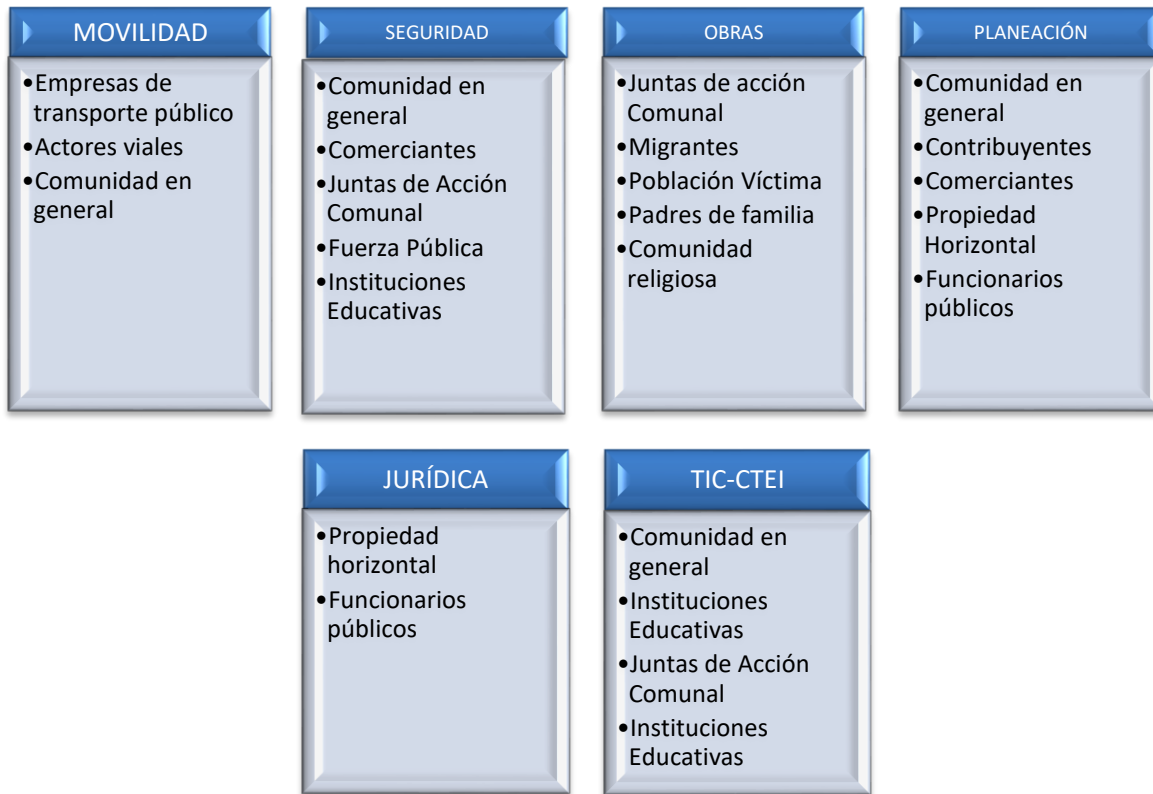 MOVILIDAD
•Empresas de
transporte público
•Actores viales
•Comunidad en
general
SEGURIDAD
•Comunidad en
general
•Comerciantes
•Juntas de Acción
Comunal
•Fuerza Pública
•Instituciones
Educativas
OBRAS
•Juntas de acción
Comunal
•Migrantes
•Población Víctima
•Padres de familia
•Comunidad
religiosa
PLANEACIÓN
•Comunidad en
general
•Contribuyentes
•Comerciantes
•Propiedad
Horizontal
•Funcionarios
públicos
JURÍDICA
•Propiedad
horizontal
•Funcionarios
públicos
TIC-CTEI
•Comunidad en
general
•Instituciones
Educativas
•Juntas de Acción
Comunal
•Instituciones
Educativas